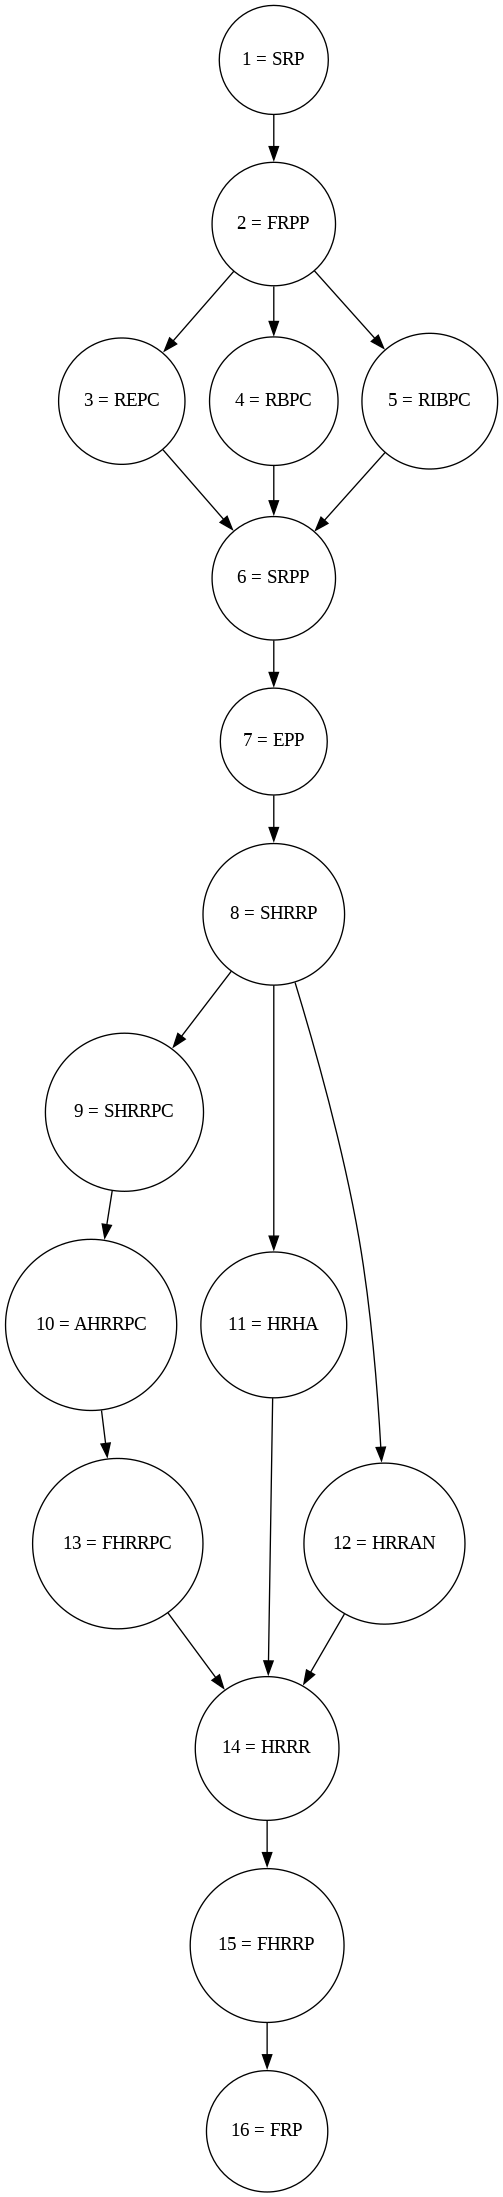 1 = SRP
2 = FRPP
3 = REPC
4 = RBPC
5 = RIBPC
6 = SRPP
7 = EPP
8 = SHRRP
9 = SHRRPC
10 = AHRRPC
11 = HRHA
13 = FHRRPC
12 = HRRAN
14 = HRRR
15 = FHRRP
16 = FRP